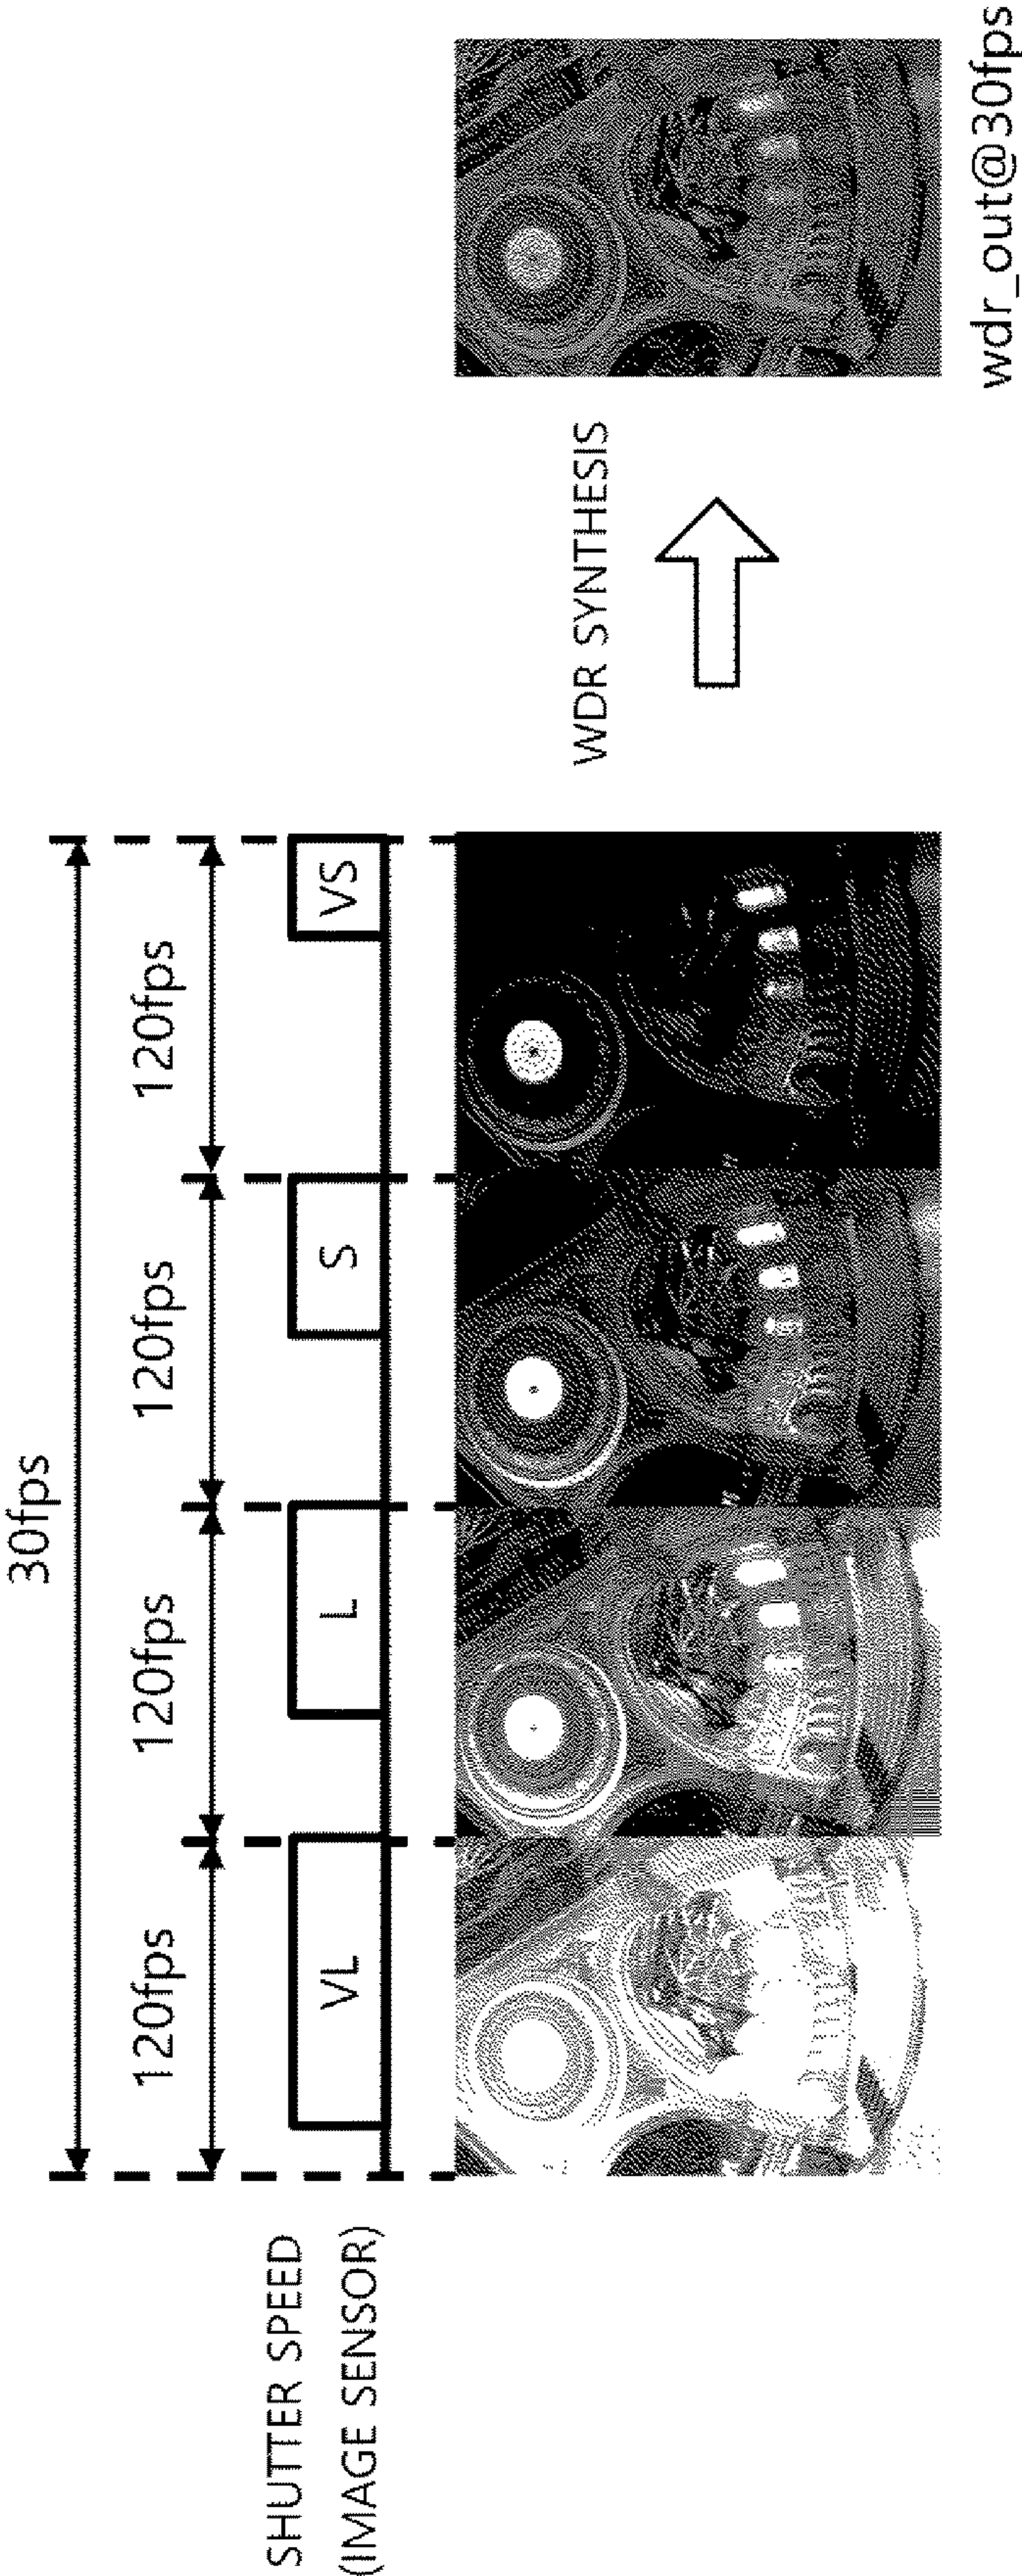 30fps
120fps
120fps
120fps
120fps
SHUTTER SPEED
(IMAGE SENSOR)
VL
L
S
VS
WDR SYNTHESIS
wdr_out@30fps